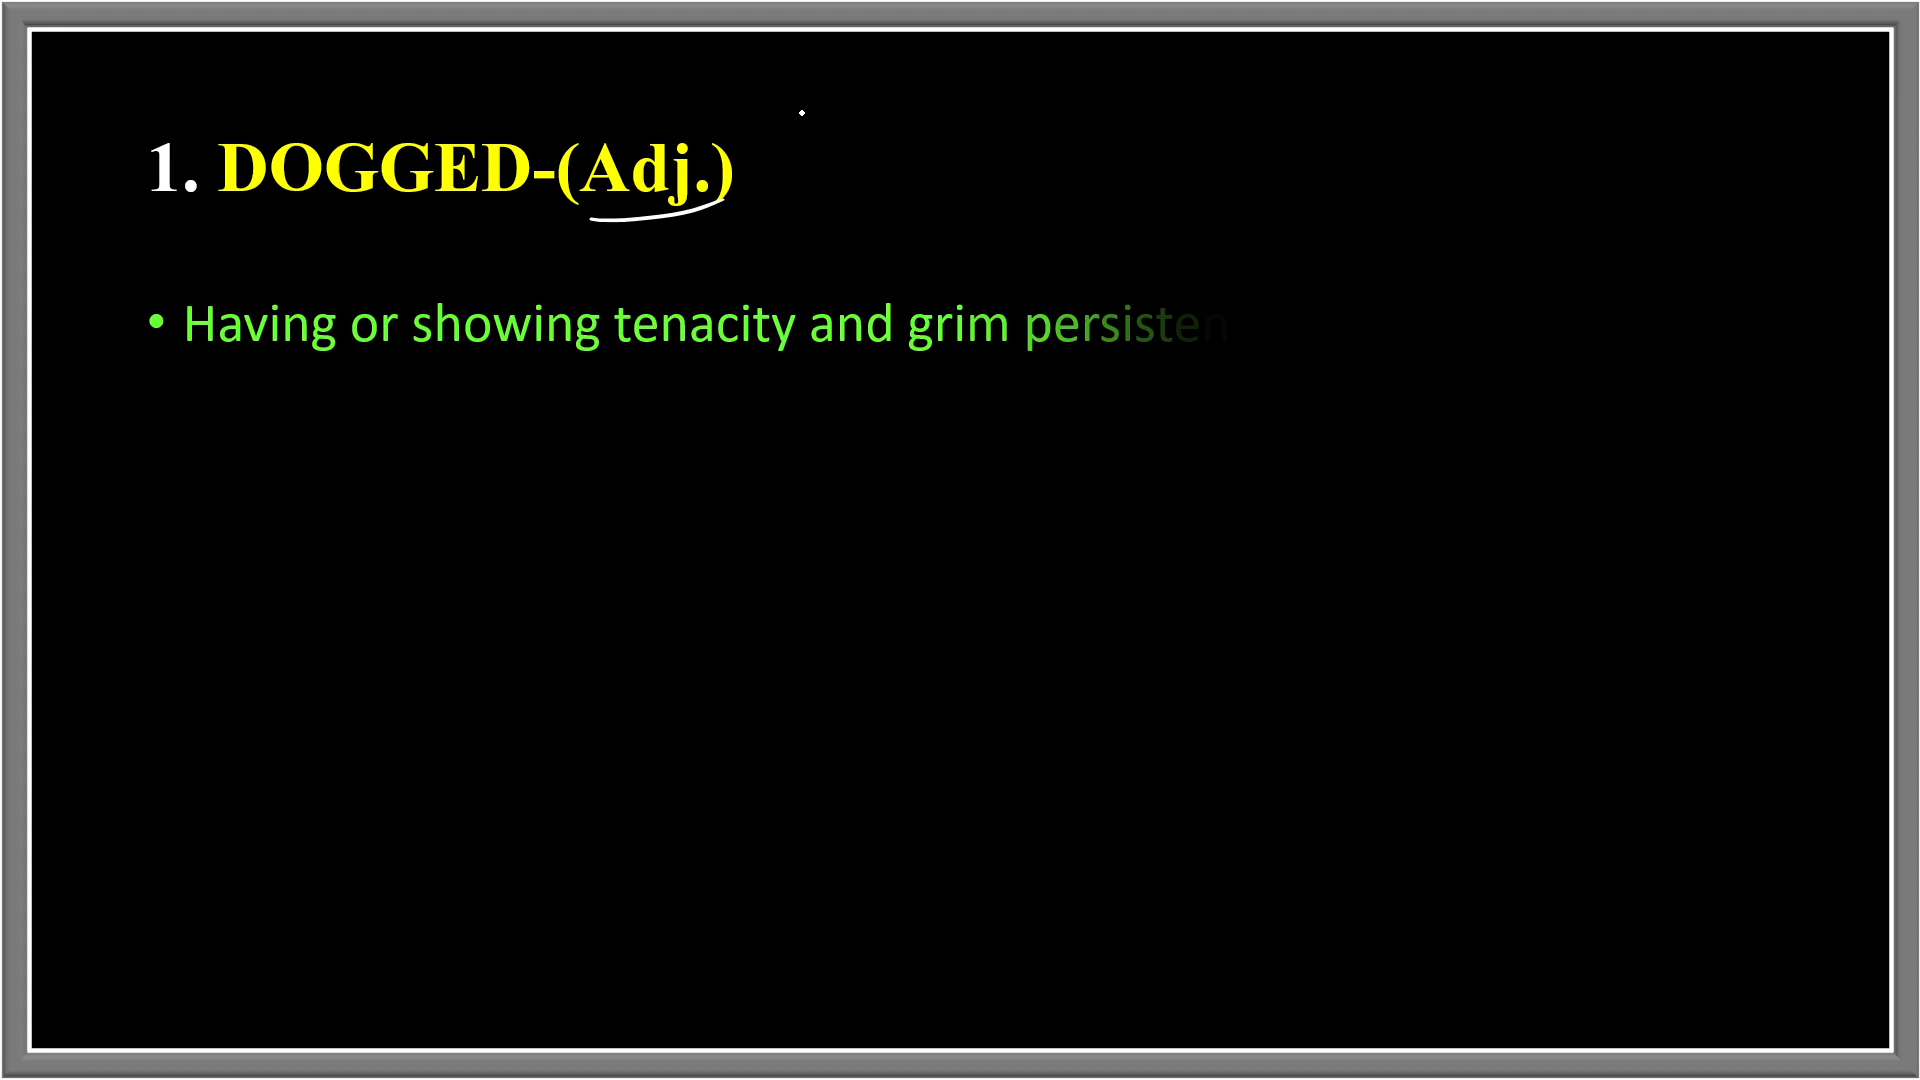 1. DOGGED-(Adj.)
• Having or showing tenacity and grim persisten